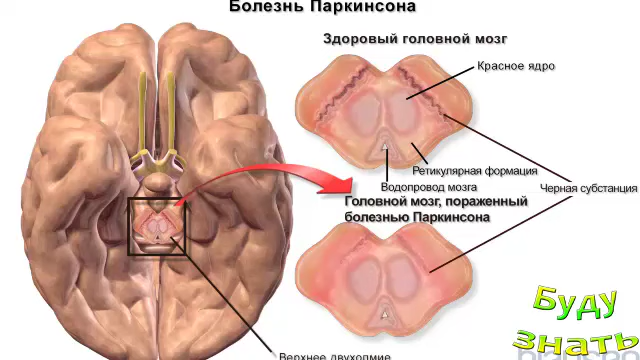 Болезнь Паркинсона
Здоровый головной мозг
Красное ядро
Ретикулярная формация
Водопровод мозга
Черная субстанция
Головной мозг, пораженный
болезнью Паркинсона
Верхнее двухолмие
Буду
знать